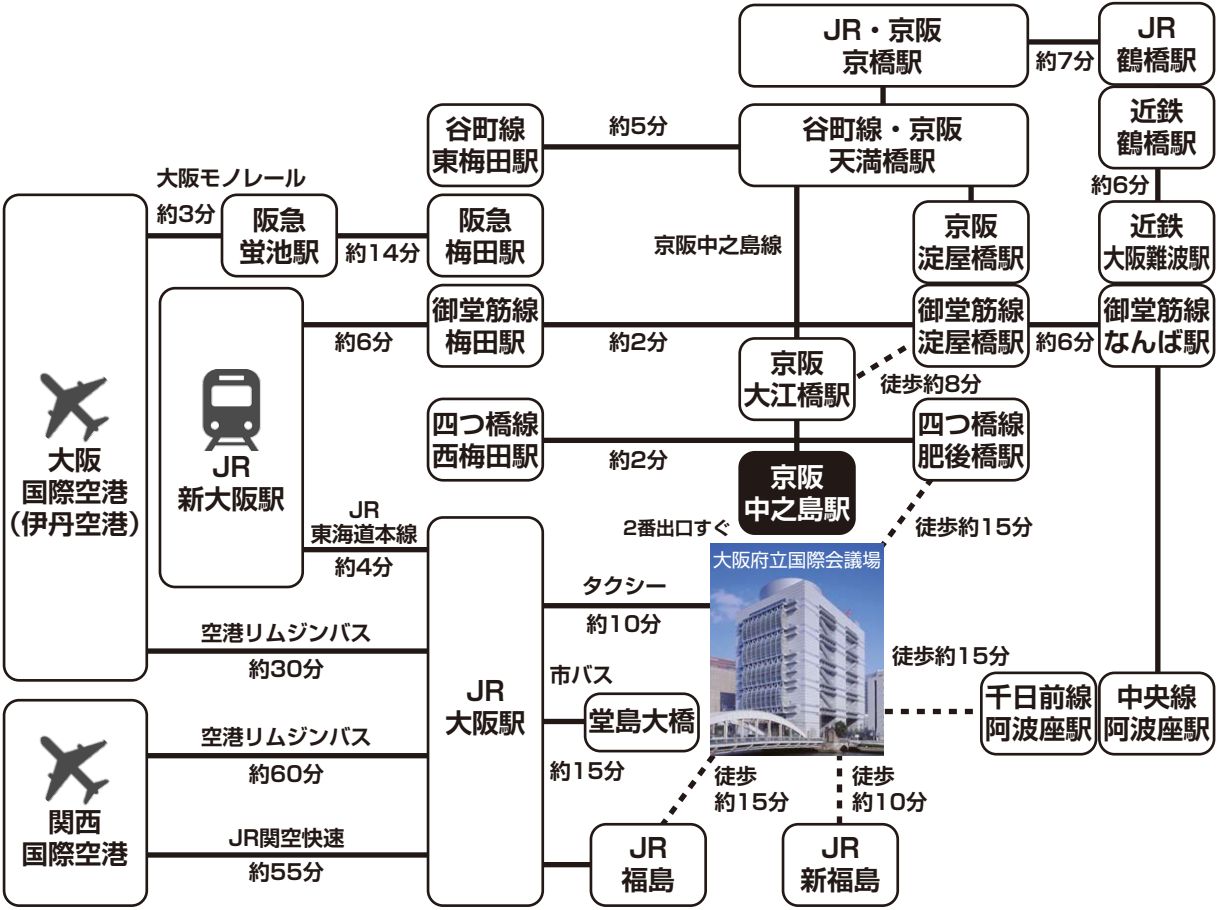 JR・京阪
京橋駅
約7分
JR
鶴橋駅
近鉄
鶴橋駅
谷町線
東梅田駅
約5分
谷町線・京阪
天満橋駅
約6分
大阪モノレール
約3分
阪急
蛍池駅
約14分
阪急
梅田駅
京阪中之島線
京阪
淀屋橋駅
近鉄
大阪難波駅
約6分
御堂筋線
梅田駅
約2分
御堂筋線
淀屋橋駅
約6分
御堂筋線
なんば駅
京阪
大江橋駅
徒歩約8分
四つ橋線
西梅田駅
約2分
四つ橋線
肥後橋駅
大阪
国際空港
(伊丹空港)
JR
新大阪駅
京阪
中之島駅
2番出口すぐ
徒歩約15分
JR
東海道本線
約4分
大阪府立国際会議場
タクシー
約10分
空港リムジンバス
約30分
徒歩約15分
JR
大阪駅
市バス
堂島大橋
約15分
千日前線
阿波座駅
中央線
阿波座駅
空港リムジンバス
約60分
徒歩
約15分
徒歩
約10分
関西
国際空港
JR関空快速
約55分
JR
福島
JR
新福島